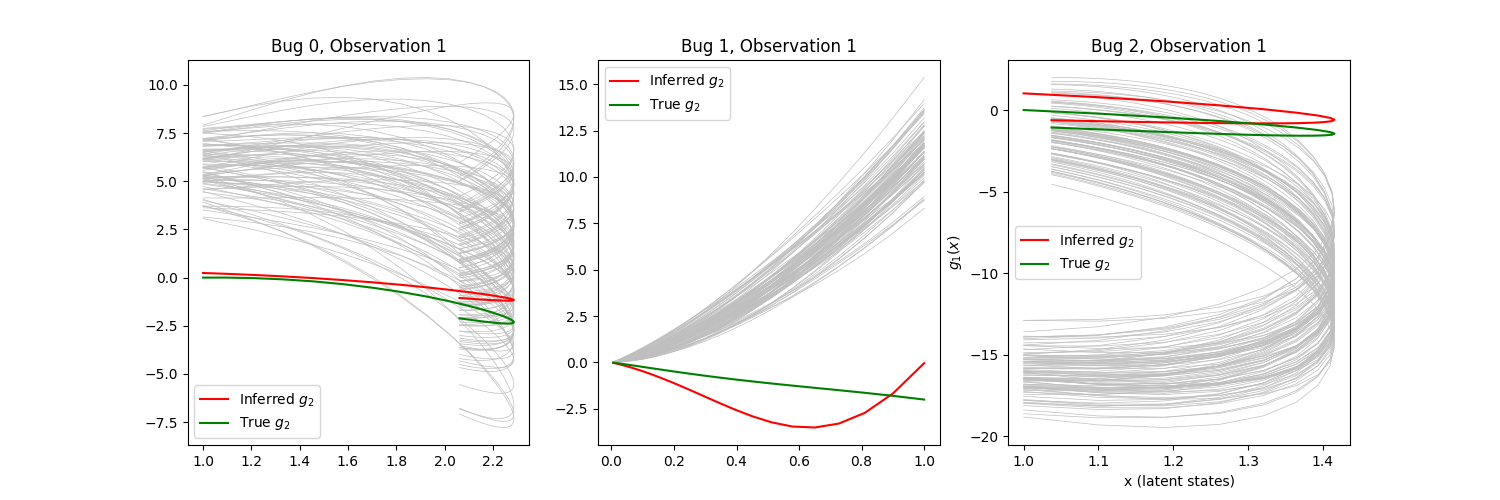 Bug 0, Observation 1
10.0
7.5
5.0
2.5
0.0
−2.5
−5.0
−7.5
Inferred g₂
True g₂
1.0 1.2 1.4 1.6 1.8 2.0 2.2
Bug 1, Observation 1
15.0
12.5
10.0
7.5
5.0
2.5
0.0
−2.5
Inferred g₂
True g₂
0.0 0.2 0.4 0.6 0.8 1.0
Bug 2, Observation 1
g₁(x)
0
−5
−10
−15
−20
Inferred g₂
True g₂
1.0 1.1 1.2 1.3 1.4
x (latent states)